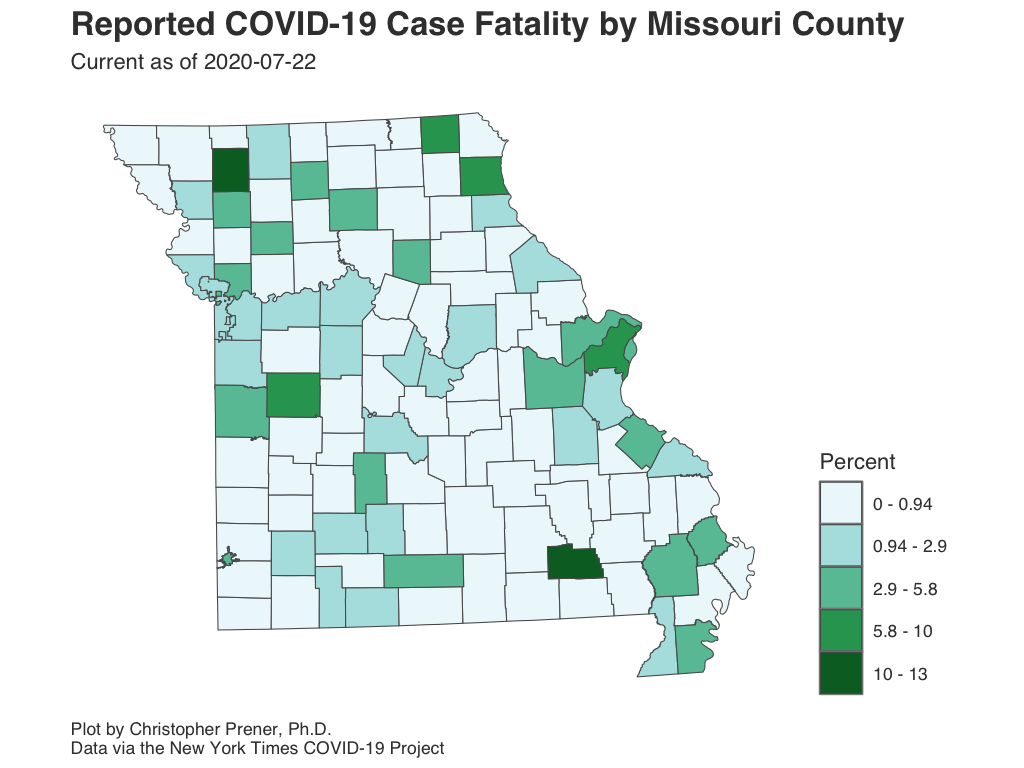 Reported COVID-19 Case Fatality by Missouri County
Current as of 2020-07-22
Percent
0 - 0.94
0.94 - 2.9
2.9 - 5.8
5.8 - 10
10 - 13
Plot by Christopher Prener, Ph.D.
Data via the New York Times COVID-19 Project